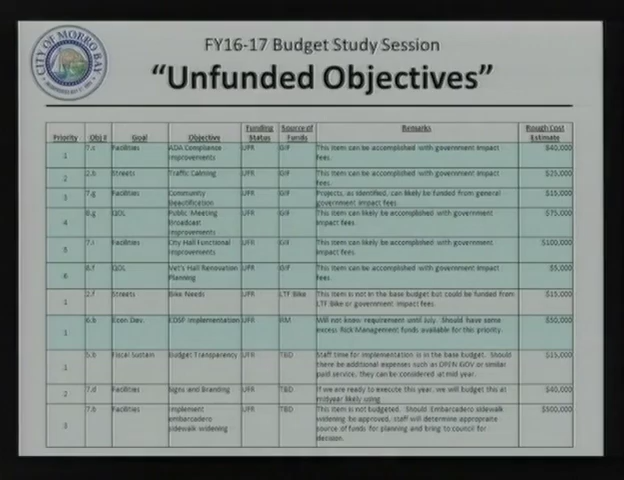 CITY OF MORRO BAY
FY16-17 Budget Study Session
"Unfunded Objectives"
Priority Obj # Goal Objective Funding Status Source of Funds Remarks Rough Cost Estimate
1 Facilities ADA Compliance Improvements UFR GIF This item can be accomplished with government impact fees. $40,000
2 2.b Streets Traffic Calming UFR GIF This item can be accomplished with government impact fees. $25,000
3 7.g Facilities Community Beautification UFR GIF Projects, as identified, can likely be funded from general government impact fees. $15,000
4 8.g QOL Public Meeting Broadcast Improvements UFR GIF This item can likely be accomplished with government impact fees. $75,000
5 Facilities City Hall Functional Improvements UFR GIF This item can likely be accomplished with government impact fees. $100,000
6 8.f QOL Vet's Hall Renovation Planning UFR GIF This item can be accomplished with government impact fees. $5,000
1 2.f Streets Bike Needs UFR LTF Bike This item is not in the base budget but could be funded from LTF Bike or government impact fees. $15,000
1 6.b Econ Dev. EDSP Implementation UFR RM Will not know requirement until July. Should have some excess Risk Management funds available for this priority. $50,000
1 5.b Fiscal Sustain Budget Transparency UFR TBD Staff time for implementation is in the base budget. Should there be additional expenses such as OPEN GOV or similar paid service, they can be considered at mid year. $15,000
2 7.d Facilities Signs and Branding UFR TBD If we are ready to execute this year, we will budget this at midyear likely using $40,000
3 7.b Facilities Implement embarcadero sidewalk widening UFR TBD This item is not budgeted. Should Embarcadero sidewalk widening be approved, staff will determine appropriate source of funds for planning and bring to council for decision. $500,000